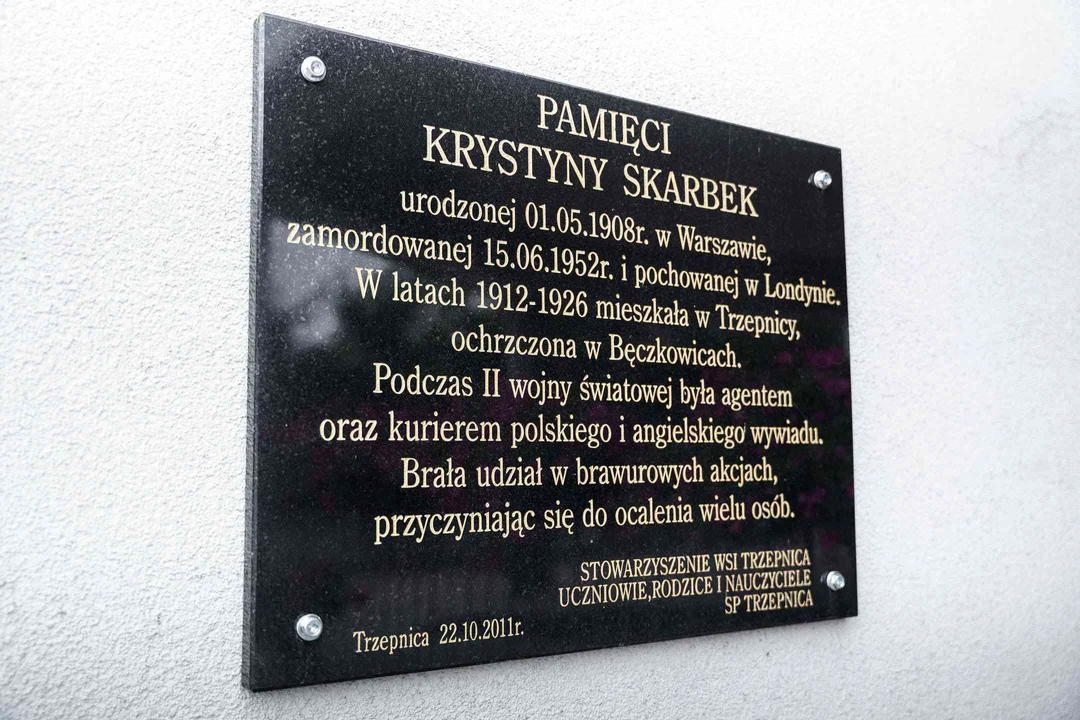 PAMIĘCI
KRYSTYNY SKARBEK
urodzonej 01.05.1908r. w Warszawie,
zamordowanej 15.06.1952r. i pochowanej w Londynie.
W latach 1912-1926 mieszkała w Trzepnicy,
ochrzczona w Bęczkowicach.
Podczas II wojny światowej była agentem
oraz kurierem polskiego i angielskiego wywiadu.
Brała udział w brawurowych akcjach,
przyczyniając się do ocalenia wielu osób.
STOWARZYSZENIE WSI TRZEPNICA
UCZNIOWIE,RODZICE I NAUCZYCIELE
SP TRZEPNICA
Trzepnica 22.10.2011r.